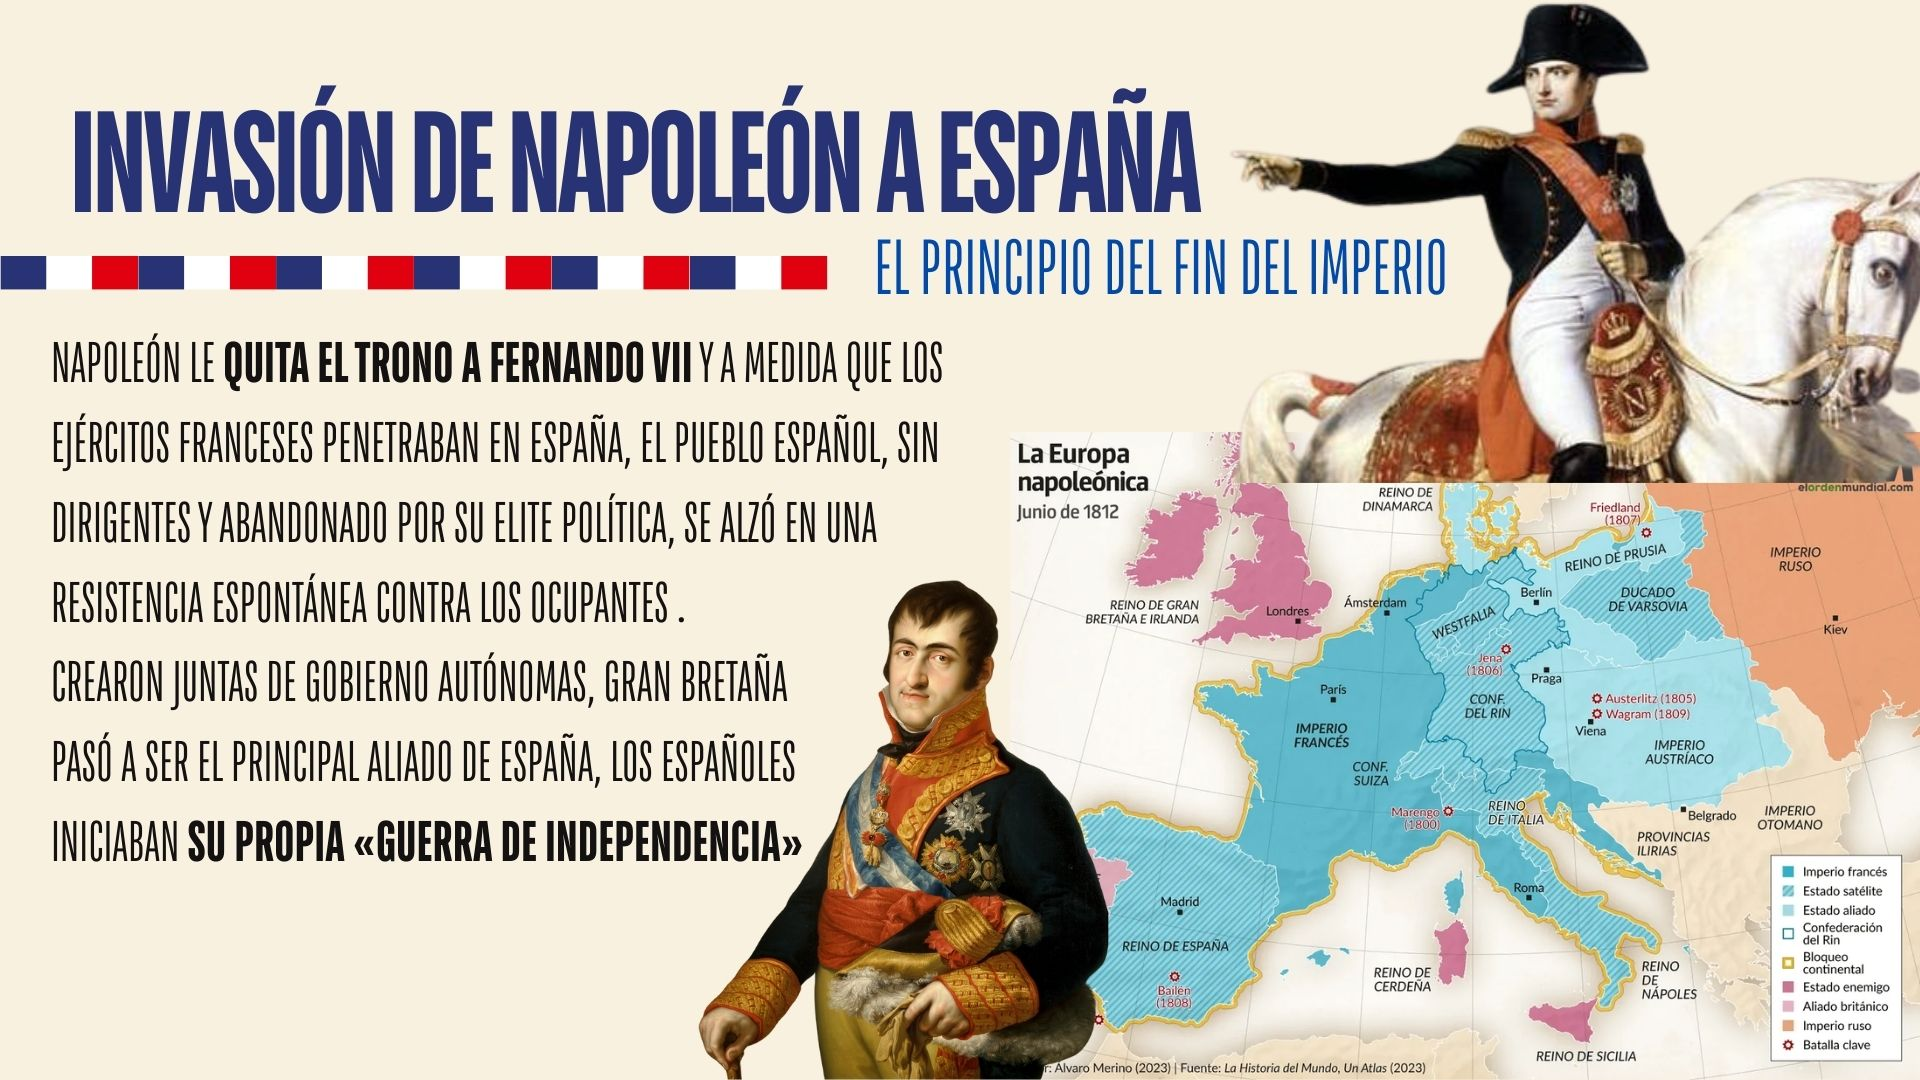 INVASIÓN DE NAPOLEÓN A ESPAÑA
EL PRINCIPIO DEL FIN DEL IMPERIO
NAPOLEÓN LE QUITA EL TRONO A FERNANDO VII Y A MEDIDA QUE LOS
EJÉRCITOS FRANCESES PENETRABAN EN ESPAÑA, EL PUEBLO ESPAÑOL, SIN
DIRIGENTES Y ABANDONADO POR SU ELITE POLÍTICA, SE ALZÓ EN UNA
RESISTENCIA ESPONTÁNEA CONTRA LOS OCUPANTES .
CREARON JUNTAS DE GOBIERNO AUTÓNOMAS, GRAN BRETAÑA
PASÓ A SER EL PRINCIPAL ALIADO DE ESPAÑA, LOS ESPAÑOLES
INICIABAN SU PROPIA «GUERRA DE INDEPENDENCIA»
N
La Europa
napoleónica
Junio de 1812
elordenmundial.com
REINO DE
DINAMARCA
Friedland
(1807)
REINO DE PRUSIA
IMPERIO
RUSO
REINO DE GRAN
BRETAÑA E IRLANDA
Londres
Ámsterdam
Berlín
DUCADO
DE VARSOVIA
WESTFALIA
Kiev
Jena
(1806)
Praga
París
CONF.
DEL RIN
Austerlitz (1805)
Wagram (1809)
Viena
IMPERIO
FRANCÉS
IMPERIO
AUSTRÍACO
CONF.
SUIZA
Marengo
(1800)
REINO
DE ITALIA
Belgrado
IMPERIO
OTOMANO
PROVINCIAS
ILIRIAS
Roma
Madrid
REINO DE ESPAÑA
Bailén
(1808)
REINO DE
CERDEÑA
REINO
DE
NÁPOLES
REINO DE SICILIA
Imperio francés
Estado satélite
Estado aliado
Confederación
del Rin
Bloqueo
continental
Estado enemigo
Aliado británico
Imperio ruso
Batalla clave
r: Álvaro Merino (2023) | Fuente: La Historia del Mundo, Un Atlas (2023)